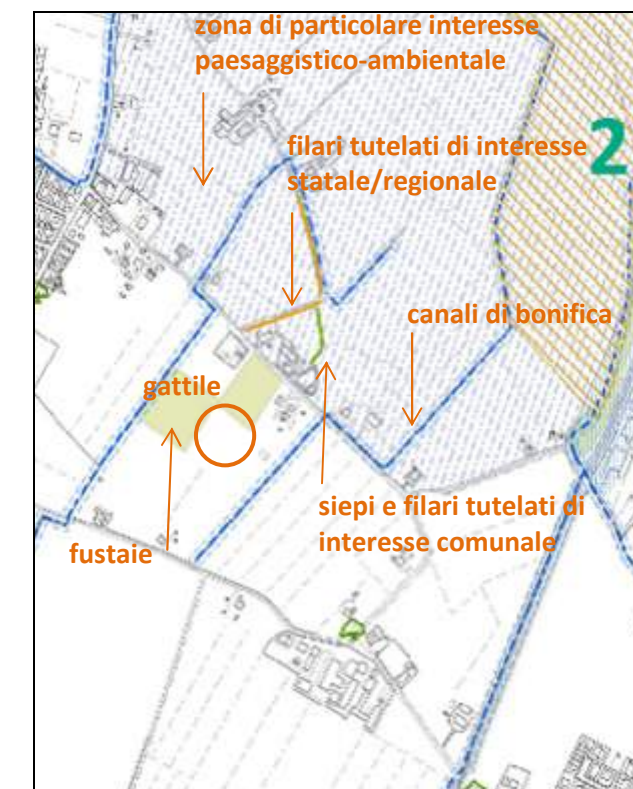 zona di particolare interesse
paesaggistico-ambientale
2
filari tutelati di interesse
statale/regionale
canali di bonifica
gattile
siepi e filari tutelati di
interesse comunale
fustaie